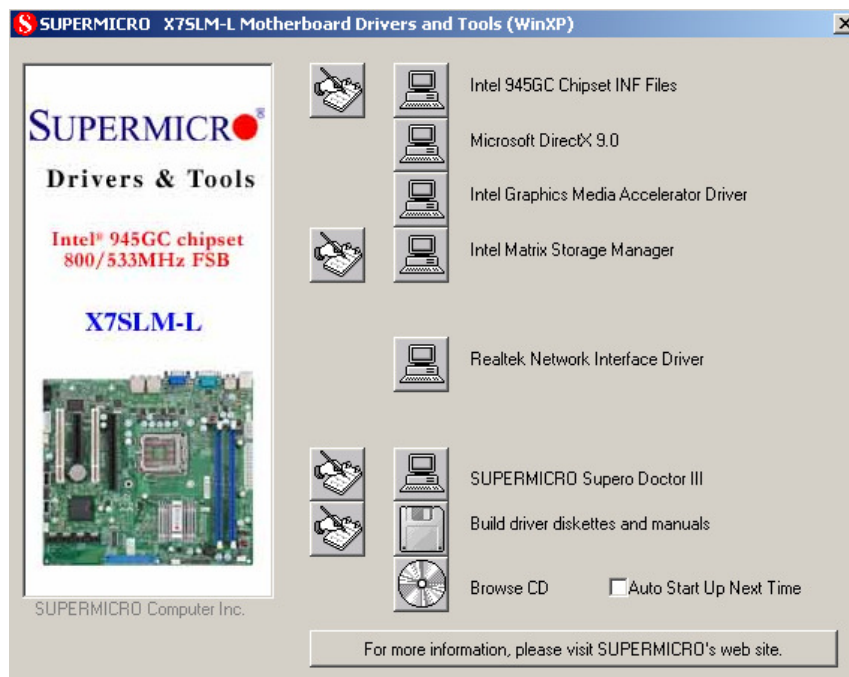 SUPERMICRO X7SLM-L Motherboard Drivers and Tools (WinXP)
SUPERMICRO®
Drivers & Tools
Intel® 945GC chipset
800/533MHz FSB
X7SLM-L
SUPERMICRO Computer Inc.
Intel 945GC Chipset INF Files
Microsoft DirectX 9.0
Intel Graphics Media Accelerator Driver
Intel Matrix Storage Manager
Realtek Network Interface Driver
SUPERMICRO Supero Doctor III
Build driver diskettes and manuals
Browse CD Auto Start Up Next Time
For more information, please visit SUPERMICRO's web site.